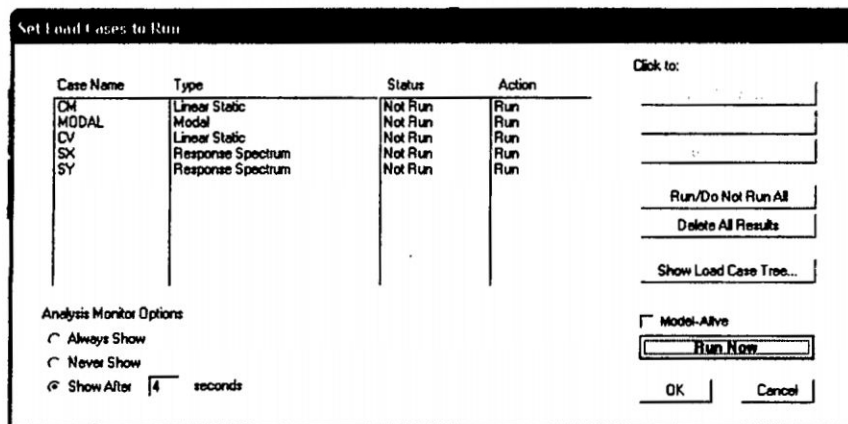 Set Load Cases to Run
Click to:
Case Name Type Status Action
CM Linear Static Not Run Run
MODAL Modal Not Run Run
CV Linear Static Not Run Run
SX Response Spectrum Not Run Run
SY Response Spectrum Not Run Run
Run/Do Not Run All
Delete All Results
Show Load Case Tree...
Analysis Monitor Options
Always Show
Never Show
Show After 4 seconds
Model-Alive
Run Now
OK Cancel